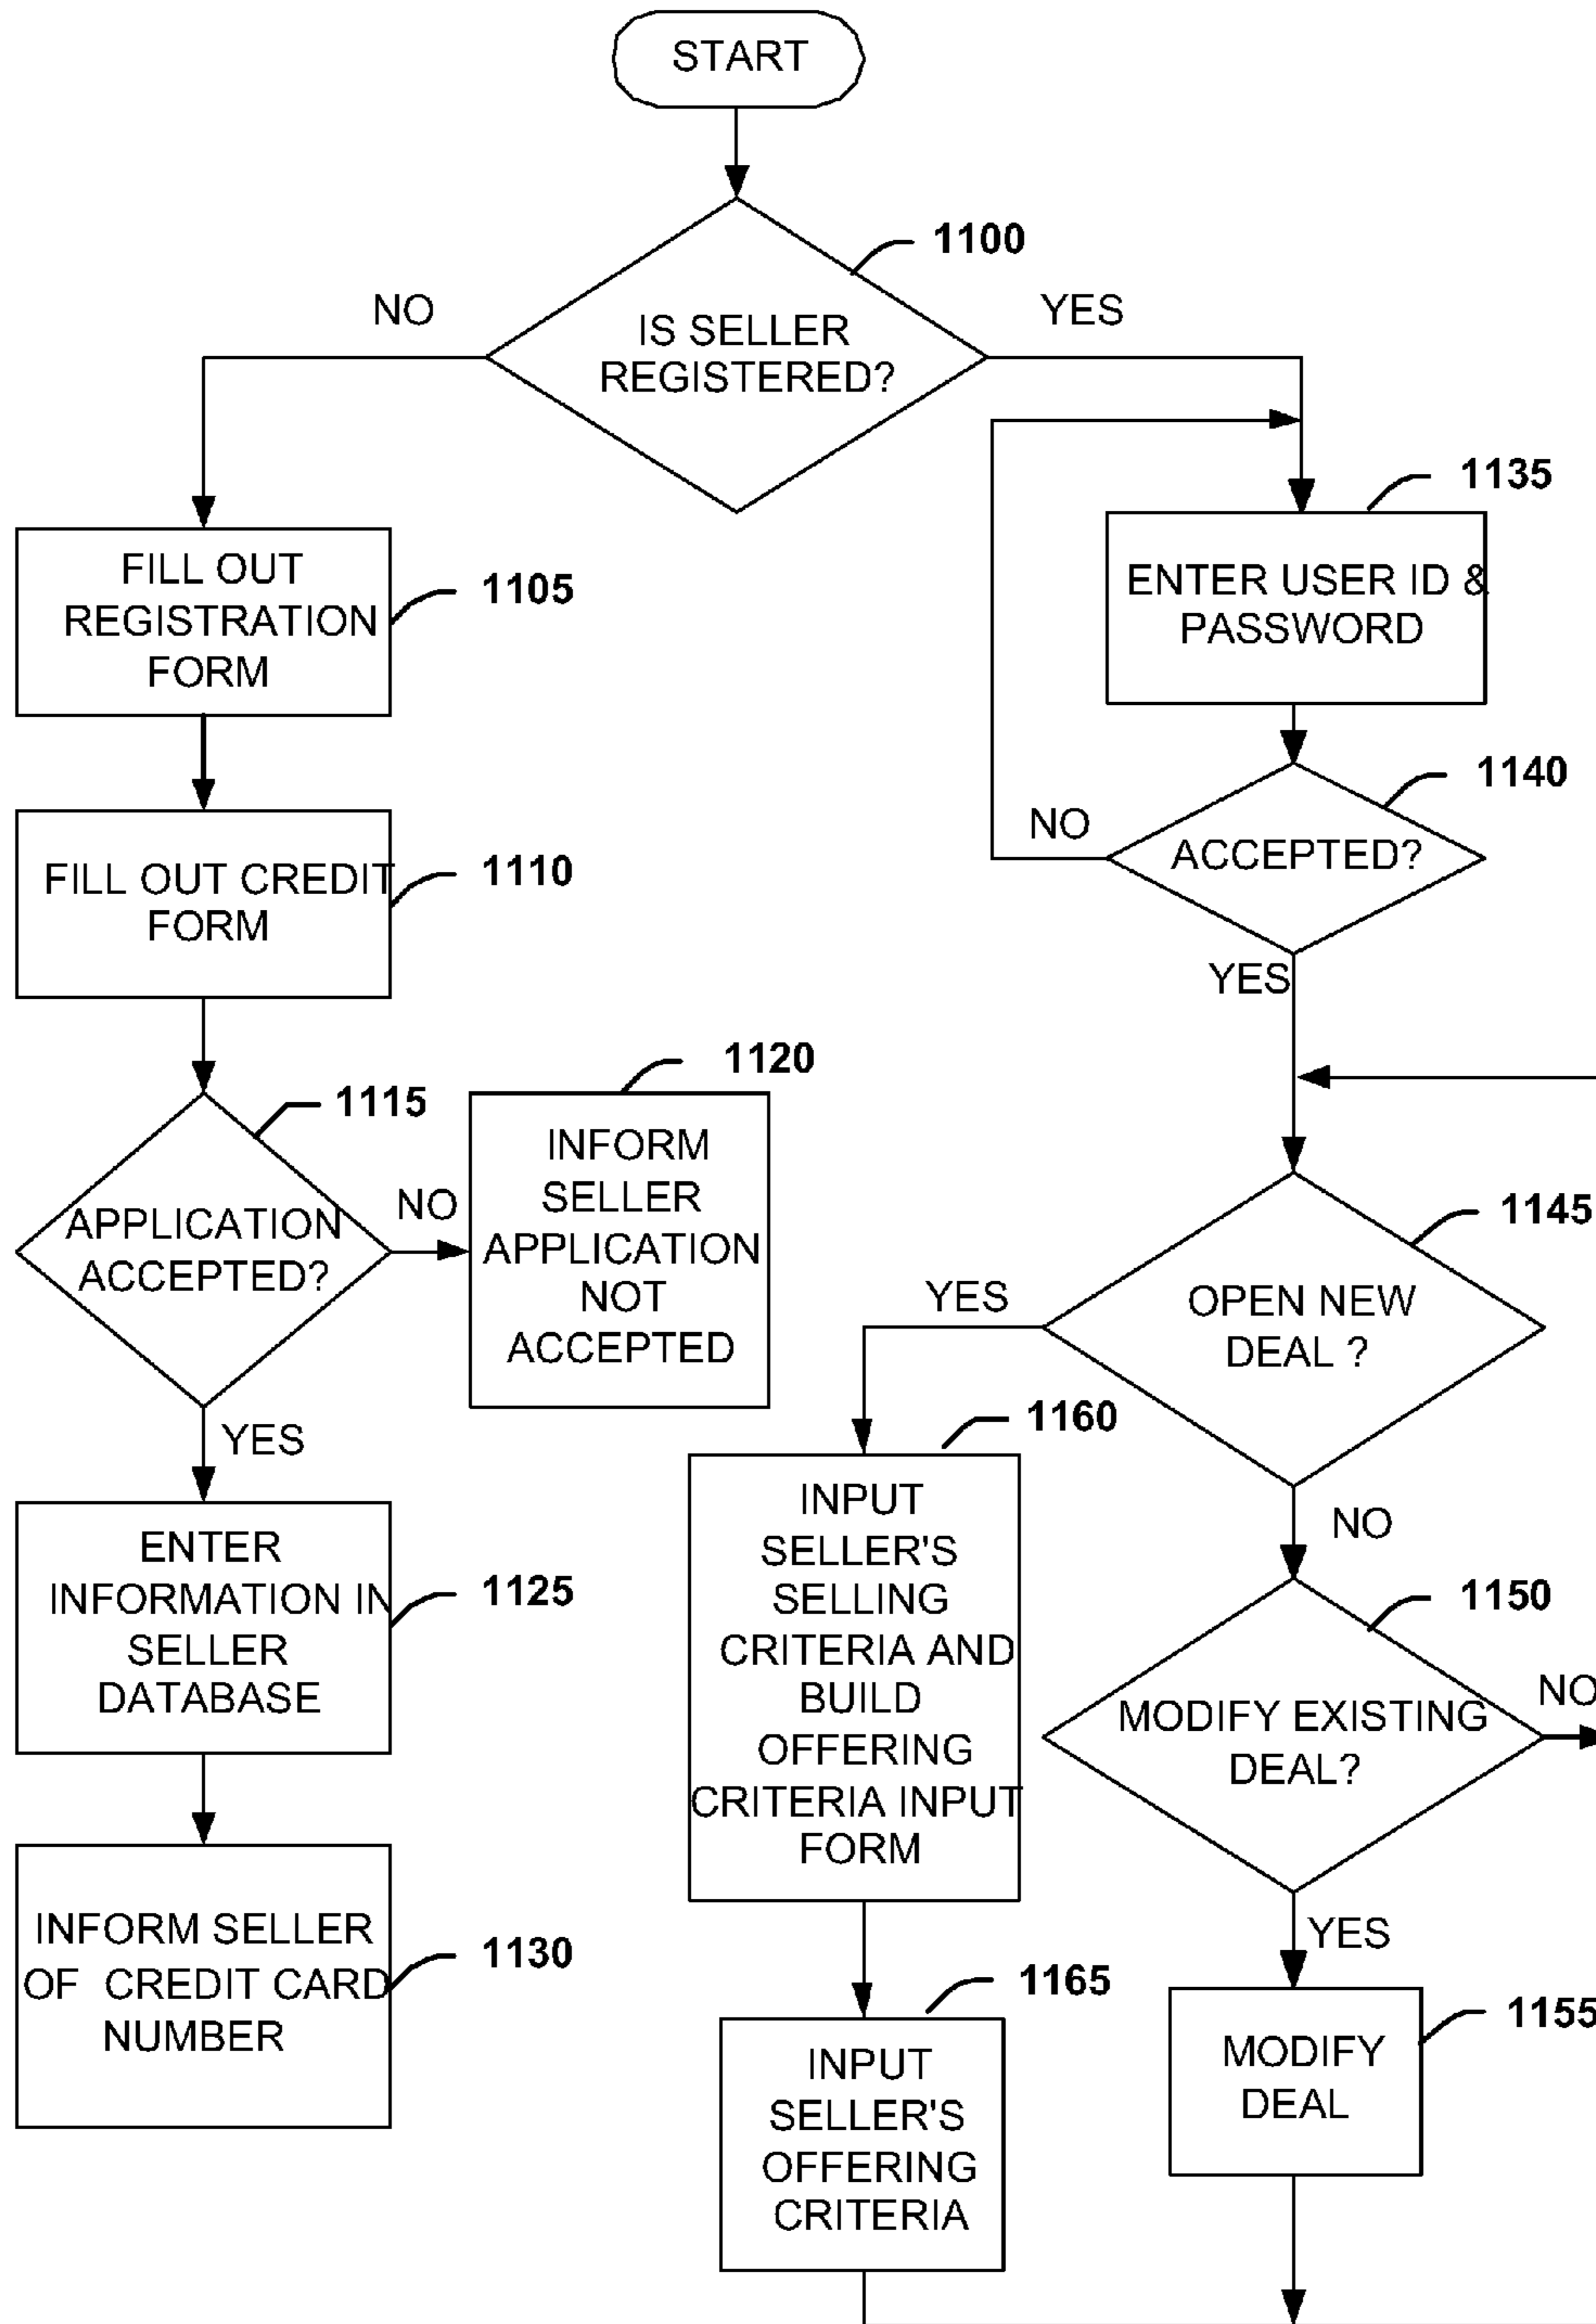 START
1100
NO
YES
IS SELLER
REGISTERED?
1135
FILL OUT
REGISTRATION
FORM
1105
ENTER USER ID &
PASSWORD
1140
NO
ACCEPTED?
FILL OUT CREDIT
FORM
1110
YES
1120
1115
INFORM
SELLER
APPLICATION
NOT
ACCEPTED
NO
APPLICATION
ACCEPTED?
1145
YES
OPEN NEW
DEAL ?
1160
YES
INPUT
SELLER'S
SELLING
CRITERIA AND
BUILD
OFFERING
CRITERIA INPUT
FORM
NO
ENTER
INFORMATION IN
SELLER
DATABASE
1125
1150
NO
MODIFY EXISTING
DEAL?
INFORM SELLER
OF CREDIT CARD
NUMBER
1130
YES
1165
1155
MODIFY
DEAL
INPUT
SELLER'S
OFFERING
CRITERIA